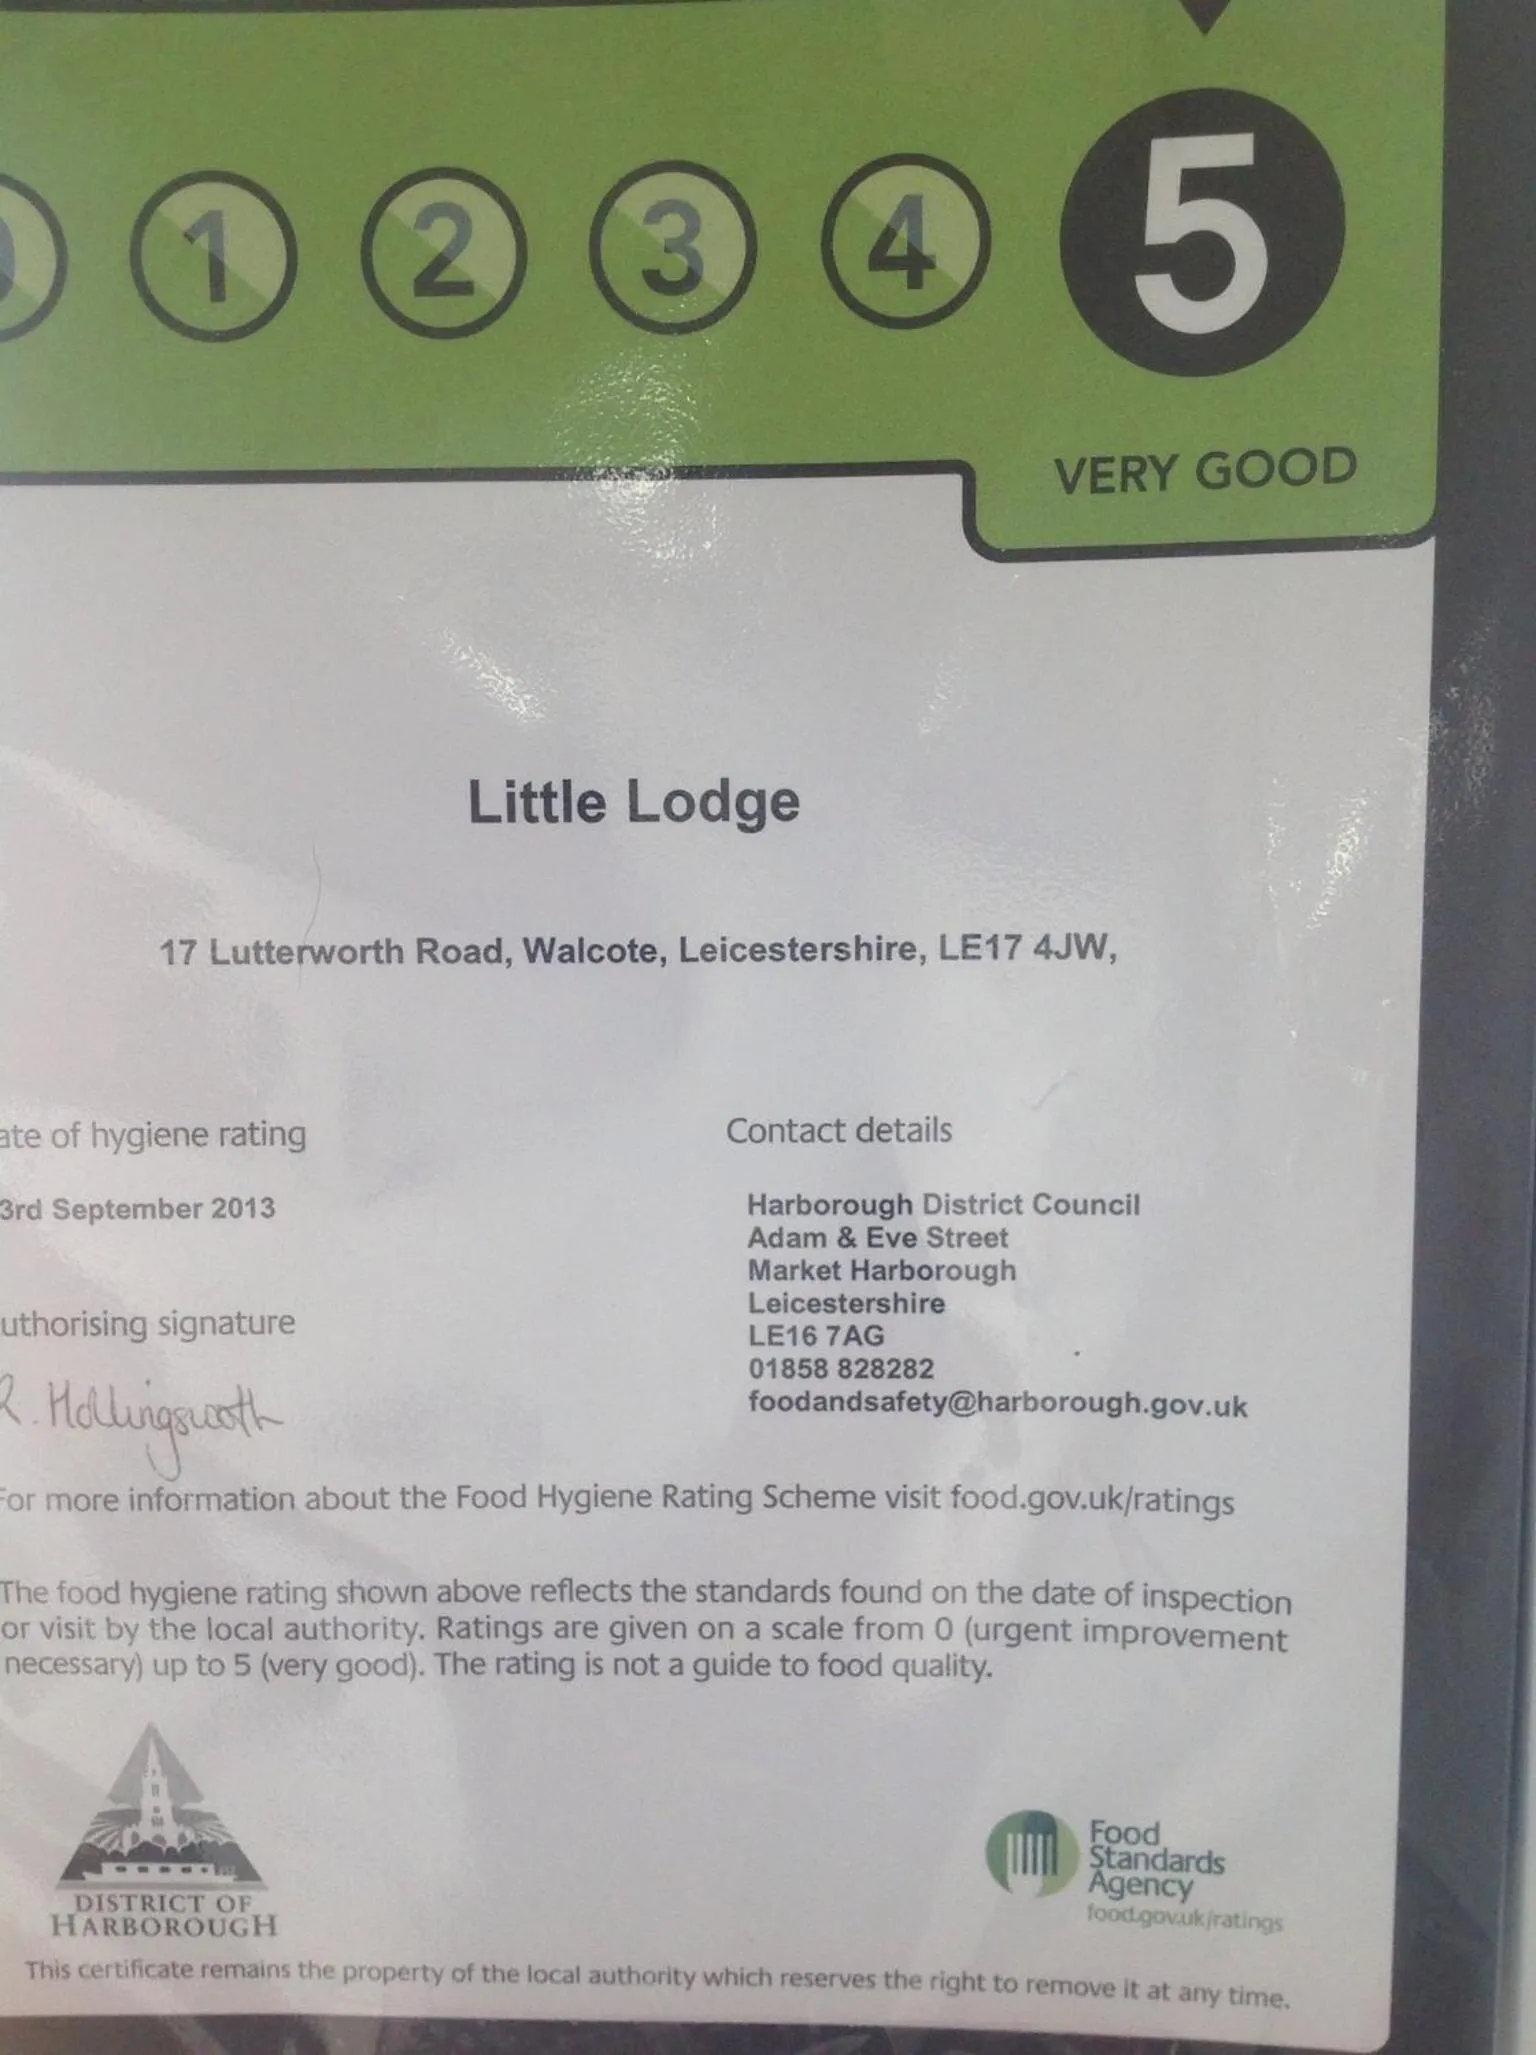 1 2 3 4 5
VERY GOOD
Little Lodge
17 Lutterworth Road, Walcote, Leicestershire, LE17 4JW,
ate of hygiene rating
3rd September 2013
uthorising signature
R. Hollingsworth
Contact details
Harborough District Council
Adam & Eve Street
Market Harborough
Leicestershire
LE16 7AG
01858 828282
foodandsafety@harborough.gov.uk
For more information about the Food Hygiene Rating Scheme visit food.gov.uk/ratings
The food hygiene rating shown above reflects the standards found on the date of inspection
or visit by the local authority. Ratings are given on a scale from 0 (urgent improvement
necessary) up to 5 (very good). The rating is not a guide to food quality.
DISTRICT OF
HARBOROUGH
Food
Standards
Agency
food.gov.uk/ratings
This certificate remains the property of the local authority which reserves the right to remove it at any time.